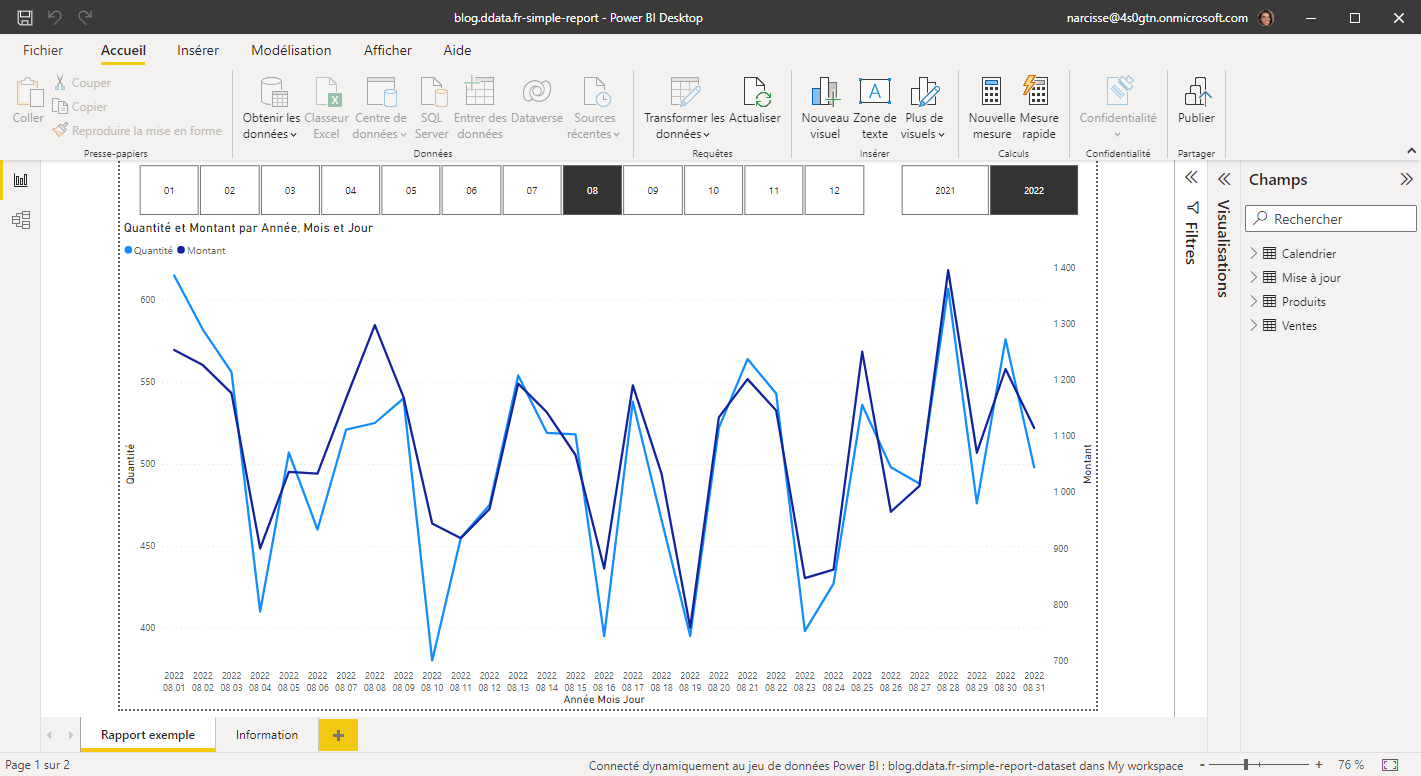 blog.ddata.fr-simple-report - Power BI Desktop
narcisse@4s0gtn.onmicrosoft.com
Fichier Accueil Insérer Modélisation Afficher Aide
Coller
Couper
Copier
Reproduire la mise en forme
Presse-papiers
Obtenir les données
Classeur Excel
Centre de données
SQL Server
Entrer des données
Dataverse
Sources récentes
Données
Transformer les données
Actualiser
Requêtes
Nouveau visuel
Zone de texte
Plus de visuels
Insérer
Nouvelle mesure
Mesure rapide
Calculs
Confidentialité
Confidentialité
Publier
Partager
01 02 03 04 05 06 07 08 09 10 11 12 2021 2022
Quantité et Montant par Année, Mois et Jour
Quantité Montant
600
550
500
450
400
Quantité
1 400
1 300
1 200
1 100
1 000
900
800
700
Montant
2022 2022 2022 2022 2022 2022 2022 2022 2022 2022 2022 2022 2022 2022 2022 2022 2022 2022 2022 2022 2022 2022 2022 2022 2022 2022 2022 2022 2022 2022 2022
08 01 08 02 08 03 08 04 08 05 08 06 08 07 08 08 08 09 08 10 08 11 08 12 08 13 08 14 08 15 08 16 08 17 08 18 08 19 08 20 08 21 08 22 08 23 08 24 08 25 08 26 08 27 08 28 08 29 08 30 08 31
Année Mois Jour
Filtres
Visualisations
Champs
Rechercher
Calendrier
Mise à jour
Produits
Ventes
Rapport exemple Information
Page 1 sur 2
Connecté dynamiquement au jeu de données Power BI : blog.ddata.fr-simple-report-dataset dans My workspace
- + 76 %